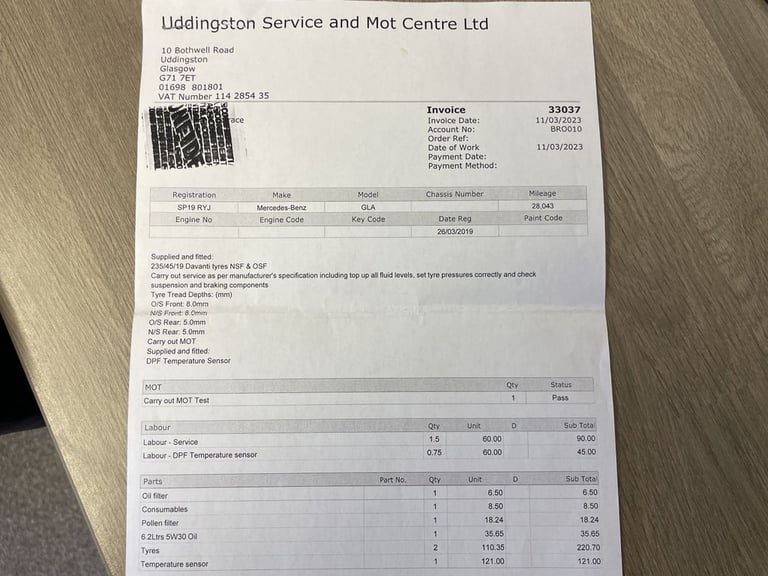 Uddingston Service and Mot Centre Ltd
10 Bothwell Road
Uddingston
Glasgow
G71 7ET
01698 801801
VAT Number 114 2854 35
race
Invoice 33037
Invoice Date: 11/03/2023
Account No: BRO010
Order Ref:
Date of Work 11/03/2023
Payment Date:
Payment Method:
Registration Make Model Chassis Number Mileage
SP19 RYJ Mercedes-Benz GLA 28,043
Engine No Engine Code Key Code Date Reg Paint Code
26/03/2019
Supplied and fitted:
235/45/19 Davanti tyres NSF & OSF
Carry out service as per manufacturer's specification including top up all fluid levels, set tyre pressures correctly and check
suspension and braking components
Tyre Tread Depths: (mm)
O/S Front: 8.0mm
N/S Front: 8.0mm
O/S Rear: 5.0mm
N/S Rear: 5.0mm
Carry out MOT
Supplied and fitted:
DPF Temperature Sensor
MOT Qty Status
Carry out MOT Test 1 Pass
Labour Qty Unit D Sub Total
Labour - Service 1.5 60.00 90.00
Labour - DPF Temperature sensor 0.75 60.00 45.00
Parts Part No. Qty Unit D Sub Total
Oil filter 1 6.50 6.50
Consumables 1 8.50 8.50
Pollen filter 1 18.24 18.24
6.2Ltrs 5W30 Oil 1 35.65 35.65
Tyres 2 110.35 220.70
Temperature sensor 1 121.00 121.00